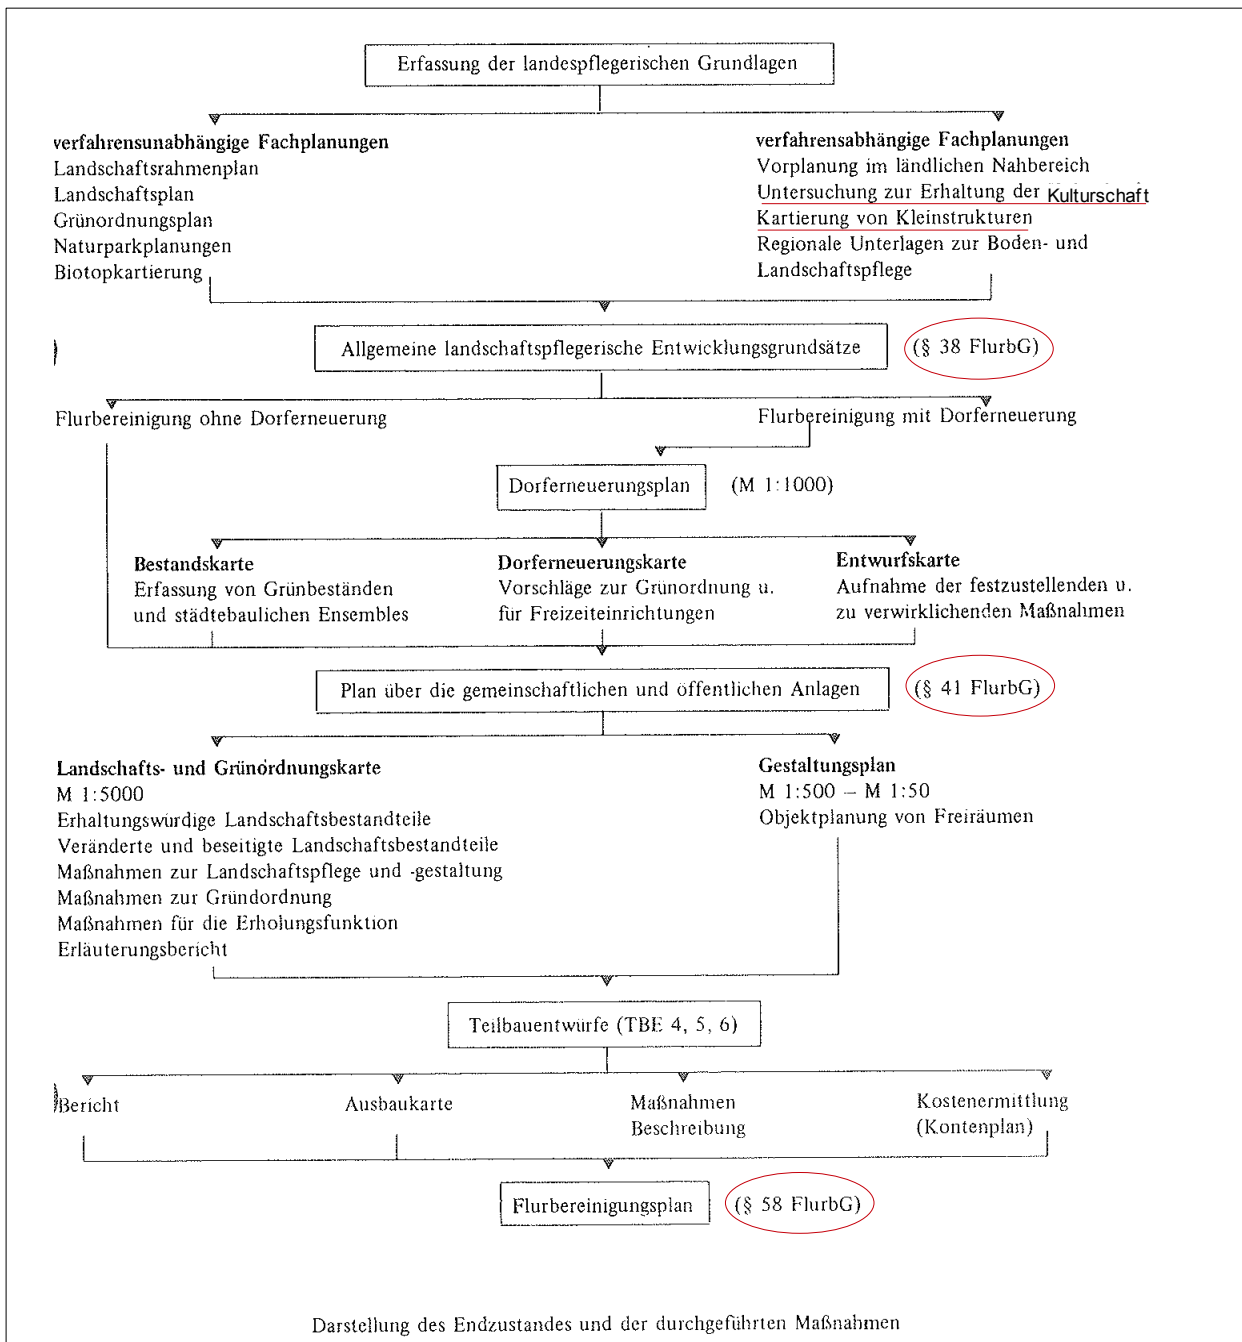 Erfassung der landespflegerischen Grundlagen
verfahrensunabhängige Fachplanungen
Landschaftsrahmenplan
Landschaftsplan
Grünordnungsplan
Naturparkplanungen
Biotopkartierung
verfahrensabhängige Fachplanungen
Vorplanung im ländlichen Nahbereich
Untersuchung zur Erhaltung der Kulturschaft
Kartierung von Kleinstrukturen
Regionale Unterlagen zur Boden- und
Landschaftspflege
Allgemeine landschaftspflegerische Entwicklungsgrundsätze
(§ 38 FlurbG)
Flurbereinigung ohne Dorferneuerung
Flurbereinigung mit Dorferneuerung
Dorferneuerungsplan
(M 1:1000)
Bestandskarte
Erfassung von Grünbeständen
und städtebaulichen Ensembles
Dorferneuerungskarte
Vorschläge zur Grünordnung u.
für Freizeiteinrichtungen
Entwurfskarte
Aufnahme der festzustellenden u.
zu verwirklichenden Maßnahmen
Plan über die gemeinschaftlichen und öffentlichen Anlagen
(§ 41 FlurbG)
Landschafts- und Grünordnungskarte
M 1:5000
Erhaltungswürdige Landschaftsbestandteile
Veränderte und beseitigte Landschaftsbestandteile
Maßnahmen zur Landschaftspflege und -gestaltung
Maßnahmen zur Gründordnung
Maßnahmen für die Erholungsfunktion
Erläuterungsbericht
Gestaltungsplan
M 1:500 – M 1:50
Objektplanung von Freiräumen
Teilbauentwürfe (TBE 4, 5, 6)
Bericht
Ausbaukarte
Maßnahmen
Beschreibung
Kostenermittlung
(Kontenplan)
Flurbereinigungsplan
(§ 58 FlurbG)
Darstellung des Endzustandes und der durchgeführten Maßnahmen